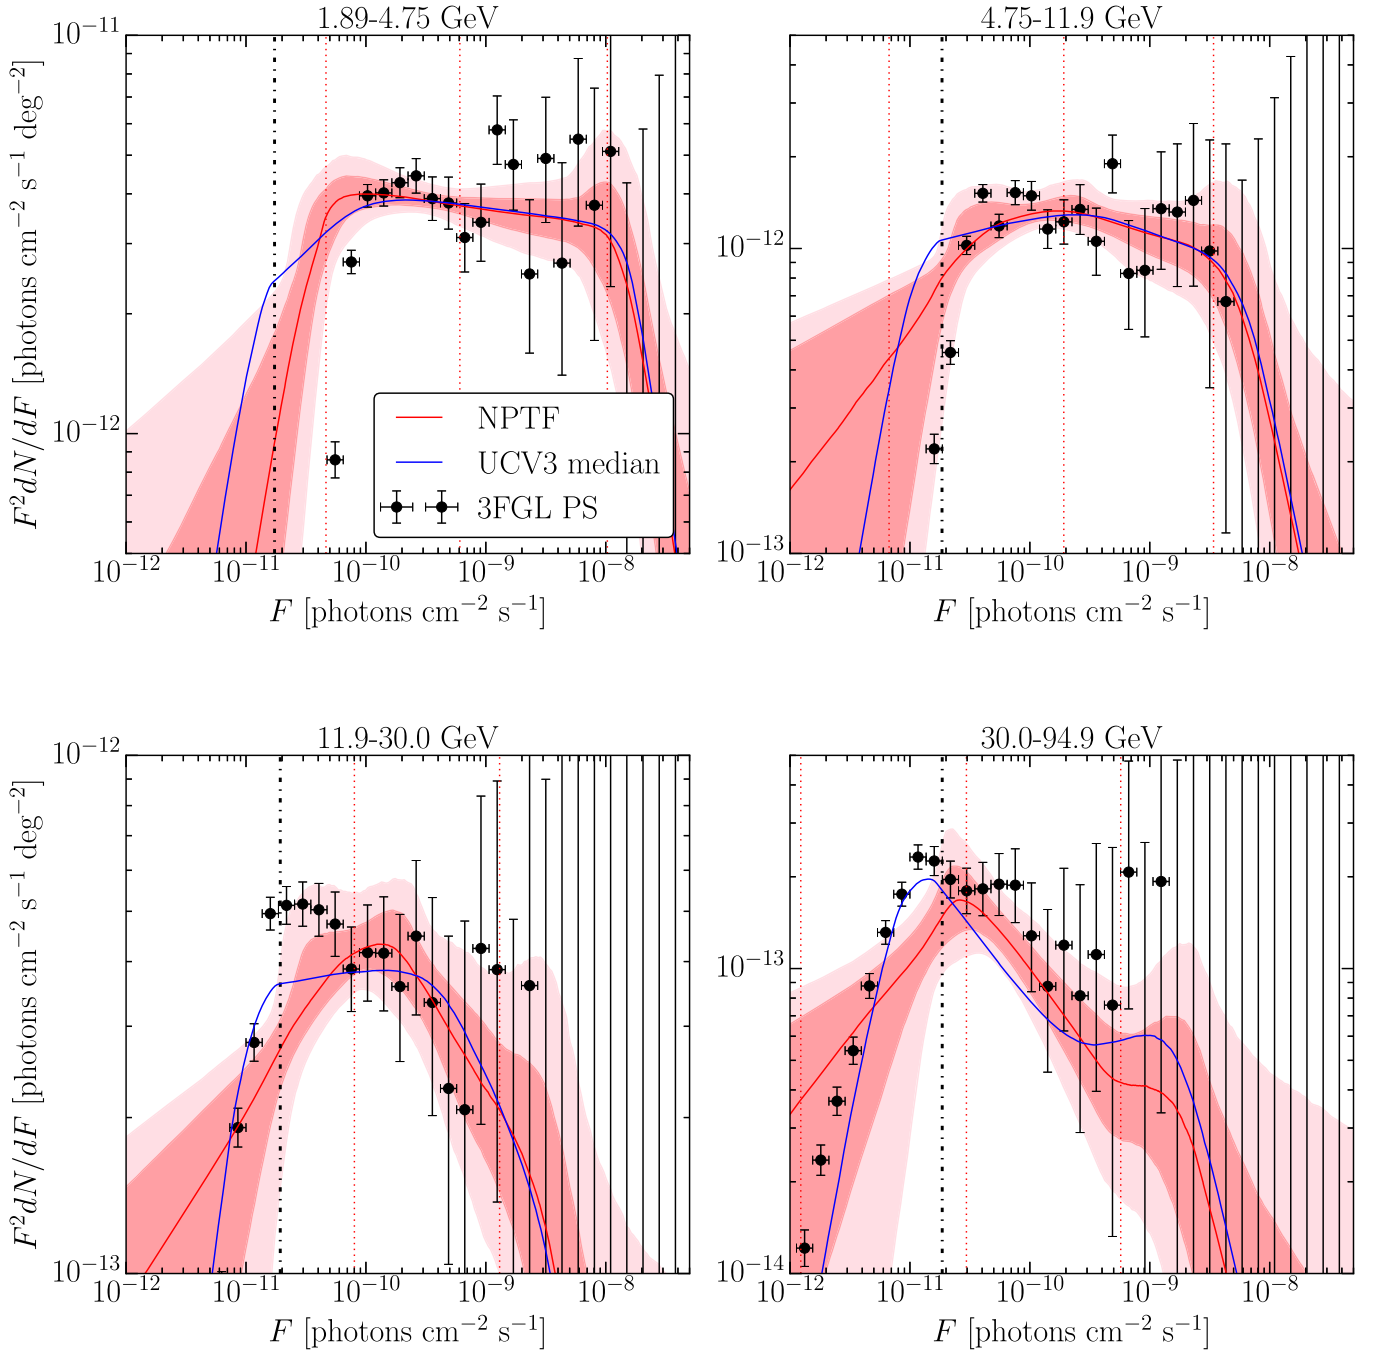 1.89-4.75 GeV
4.75-11.9 GeV
10⁻¹¹
10⁻¹²
F²dN/dF [photons cm⁻² s⁻¹ deg⁻²]
NPTF
UCV3 median
3FGL PS
10⁻¹²
10⁻¹³
10⁻¹² 10⁻¹¹ 10⁻¹⁰ 10⁻⁹ 10⁻⁸
10⁻¹² 10⁻¹¹ 10⁻¹⁰ 10⁻⁹ 10⁻⁸
F [photons cm⁻² s⁻¹]
F [photons cm⁻² s⁻¹]
11.9-30.0 GeV
30.0-94.9 GeV
10⁻¹²
10⁻¹³
F²dN/dF [photons cm⁻² s⁻¹ deg⁻²]
10⁻¹³
10⁻¹⁴
10⁻¹² 10⁻¹¹ 10⁻¹⁰ 10⁻⁹ 10⁻⁸
10⁻¹² 10⁻¹¹ 10⁻¹⁰ 10⁻⁹ 10⁻⁸
F [photons cm⁻² s⁻¹]
F [photons cm⁻² s⁻¹]